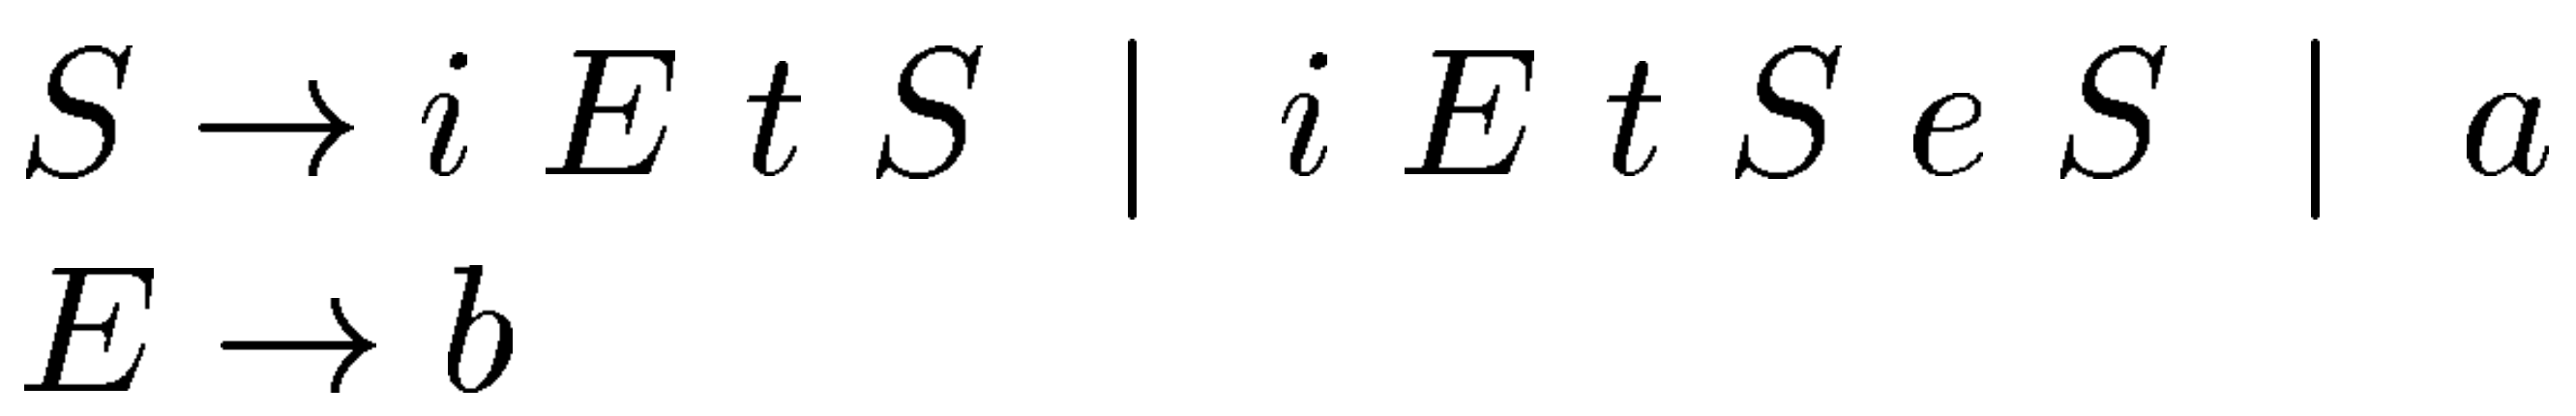 S → i E t S | i E t S e S | a
E → b